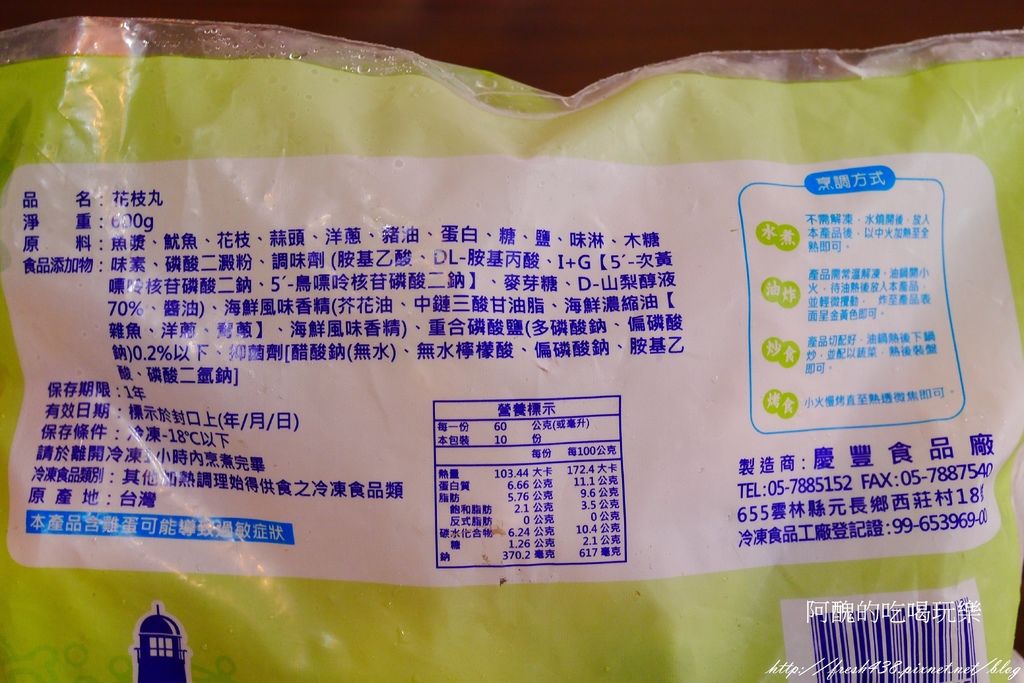 品 名：花枝丸
淨 重：600g
原 料：魚漿、魷魚、花枝、蒜頭、洋蔥、豬油、蛋白、糖、鹽、味淋、木糖
食品添加物：味素、磷酸二澱粉、調味劑（胺基乙酸、DL-胺基丙酸、I+G【5´-次黃
嘌呤核苷磷酸二鈉、5´-鳥嘌呤核苷磷酸二鈉】、麥芽糖、D-山梨醇液
70%、醬油)、海鮮風味香精(芥花油、中鏈三酸甘油脂、海鮮濃縮油【
雜魚、洋蔥、青蔥】、海鮮風味香精)、重合磷酸鹽(多磷酸鈉、偏磷酸
鈉)0.2%以下、抑菌劑[醋酸鈉(無水)、無水檸檬酸、偏磷酸鈉、胺基乙
酸、磷酸二氫鈉]
保存期限：1年
有效日期：標示於封口上(年/月/日)
保存條件：冷凍-18℃以下
請於離開冷凍 小時內烹煮完畢
冷凍食品類別：其他加熱調理始得供食之冷凍食品類
原 產 地：台灣
本產品含雞蛋可能導致過敏症狀
營養標示
每一份 60 公克(或毫升)
本包裝 10 份
每份 每100公克
熱量 103.44 大卡 172.4 大卡
蛋白質 6.66 公克 11.1 公克
脂肪 5.76 公克 9.6 公克
飽和脂肪 2.1 公克 3.5 公克
反式脂肪 0 公克 0 公克
碳水化合物 6.24 公克 10.4 公克
糖 1.26 公克 2.1 公克
鈉 370.2 毫克 617 毫克
烹調方式
水煮
不需解凍，水燒開後，放入
本產品後，以中火加熱至全
熟即可。
油炸
產品需常溫解凍，油鍋開小
火，待油熱後放入本產品，
並輕微攪動，炸至產品表
面呈金黃色即可。
炒食
產品切配好，油鍋熱後下鍋
炒，並配以蔬菜，熟後裝盤
即可。
烤食
小火慢烤直至熟透微焦即可。
製造商：慶豐食品廠
TEL:05-7885152 FAX:05-7887540
655雲林縣元長鄉西莊村18
冷凍食品工廠登記證：99-653969-00
阿醜的吃喝玩樂
http://fresh438.pixnet.net/blog